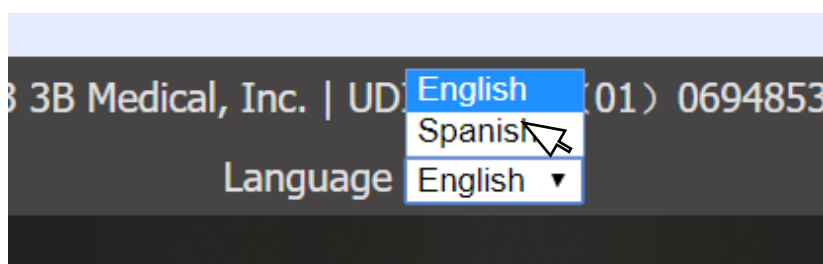 3B Medical, Inc. | UD
English
(01) 0694853
Spanish
Language English